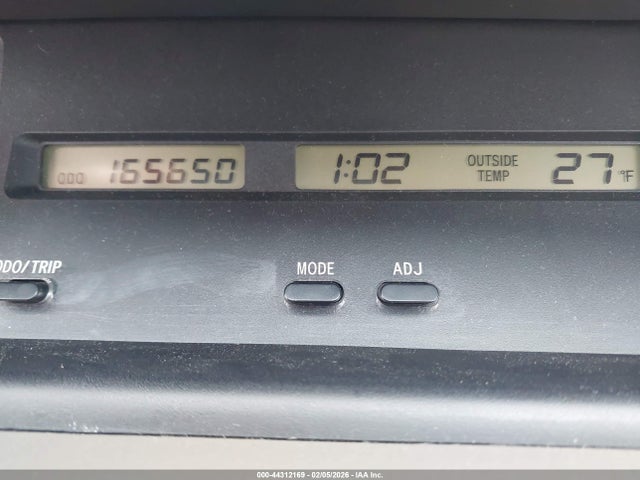 ODO 165650 1:02 OUTSIDE TEMP 27°F
ODO/TRIP MODE ADJ
000-44312169 - 02/05/2026 - IAA Inc.